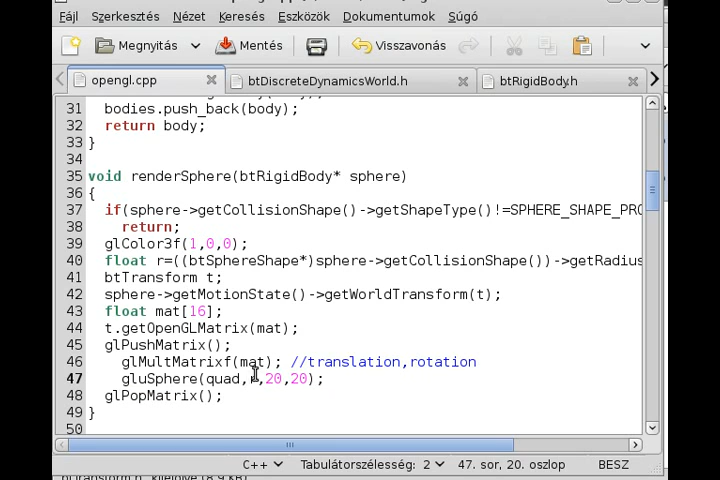 Fájl Szerkesztés Nézet Keresés Eszközök Dokumentumok Súgó
Megnyitás Mentés Visszavonás
opengl.cpp btDiscreteDynamicsWorld.h btRigidBody.h
31 bodies.push_back(body);
32 return body;
33 }
34
35 void renderSphere(btRigidBody* sphere)
36 {
37 if(sphere->getCollisionShape()->getShapeType()!=SPHERE_SHAPE_PRO
38 return;
39 glColor3f(1,0,0);
40 float r=((btSphereShape*)sphere->getCollisionShape())->getRadius
41 btTransform t;
42 sphere->getMotionState()->getWorldTransform(t);
43 float mat[16];
44 t.getOpenGLMatrix(mat);
45 glPushMatrix();
46 glMultMatrixf(mat); //translation,rotation
47 gluSphere(quad,r,20,20);
48 glPopMatrix();
49 }
50
C++ Tabulátorszélesség: 2 47. sor, 20. oszlop BESZ